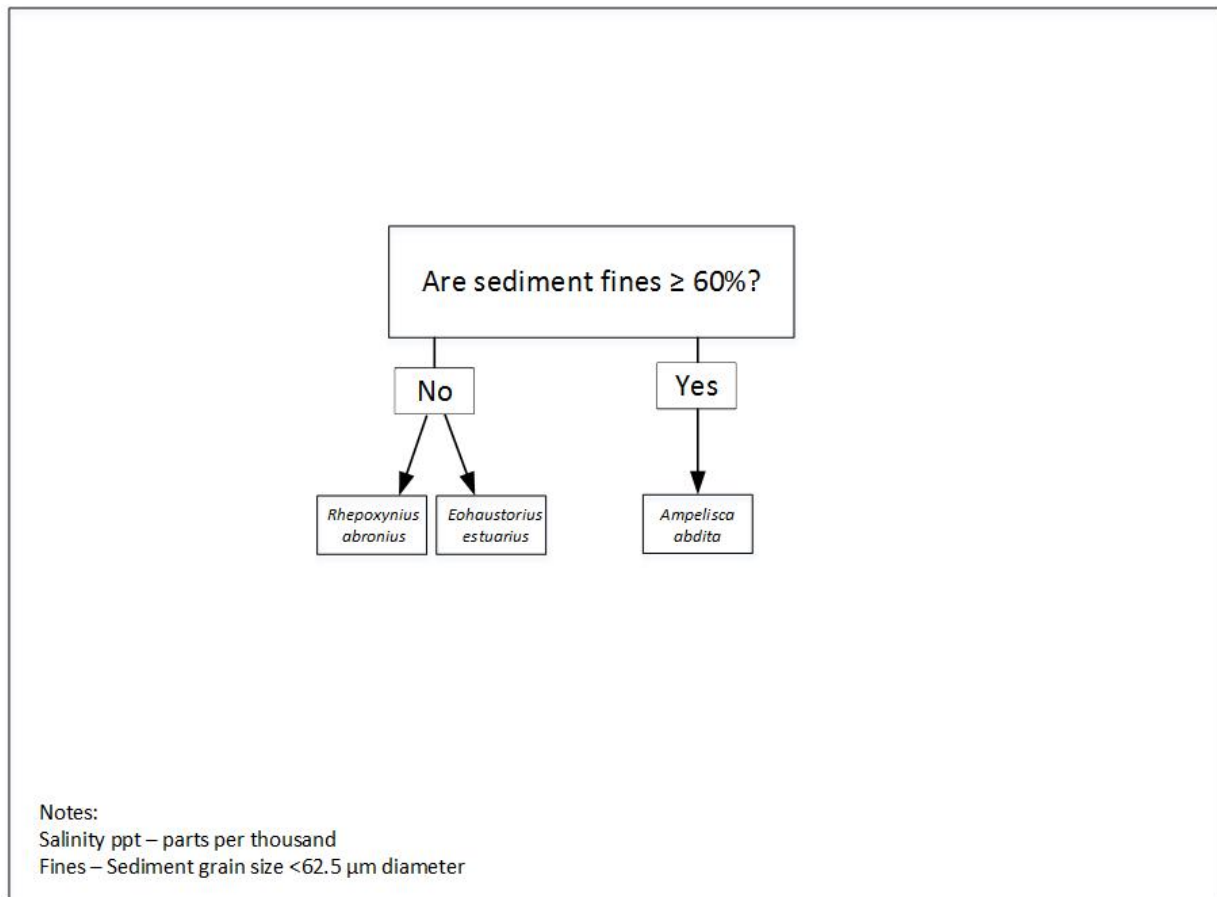 Are sediment fines ≥ 60%?
No
Yes
Rhepoxynius
abronius
Eohaustorius
estuarius
Ampelisca
abdita
Notes:
Salinity ppt – parts per thousand
Fines – Sediment grain size <62.5 µm diameter